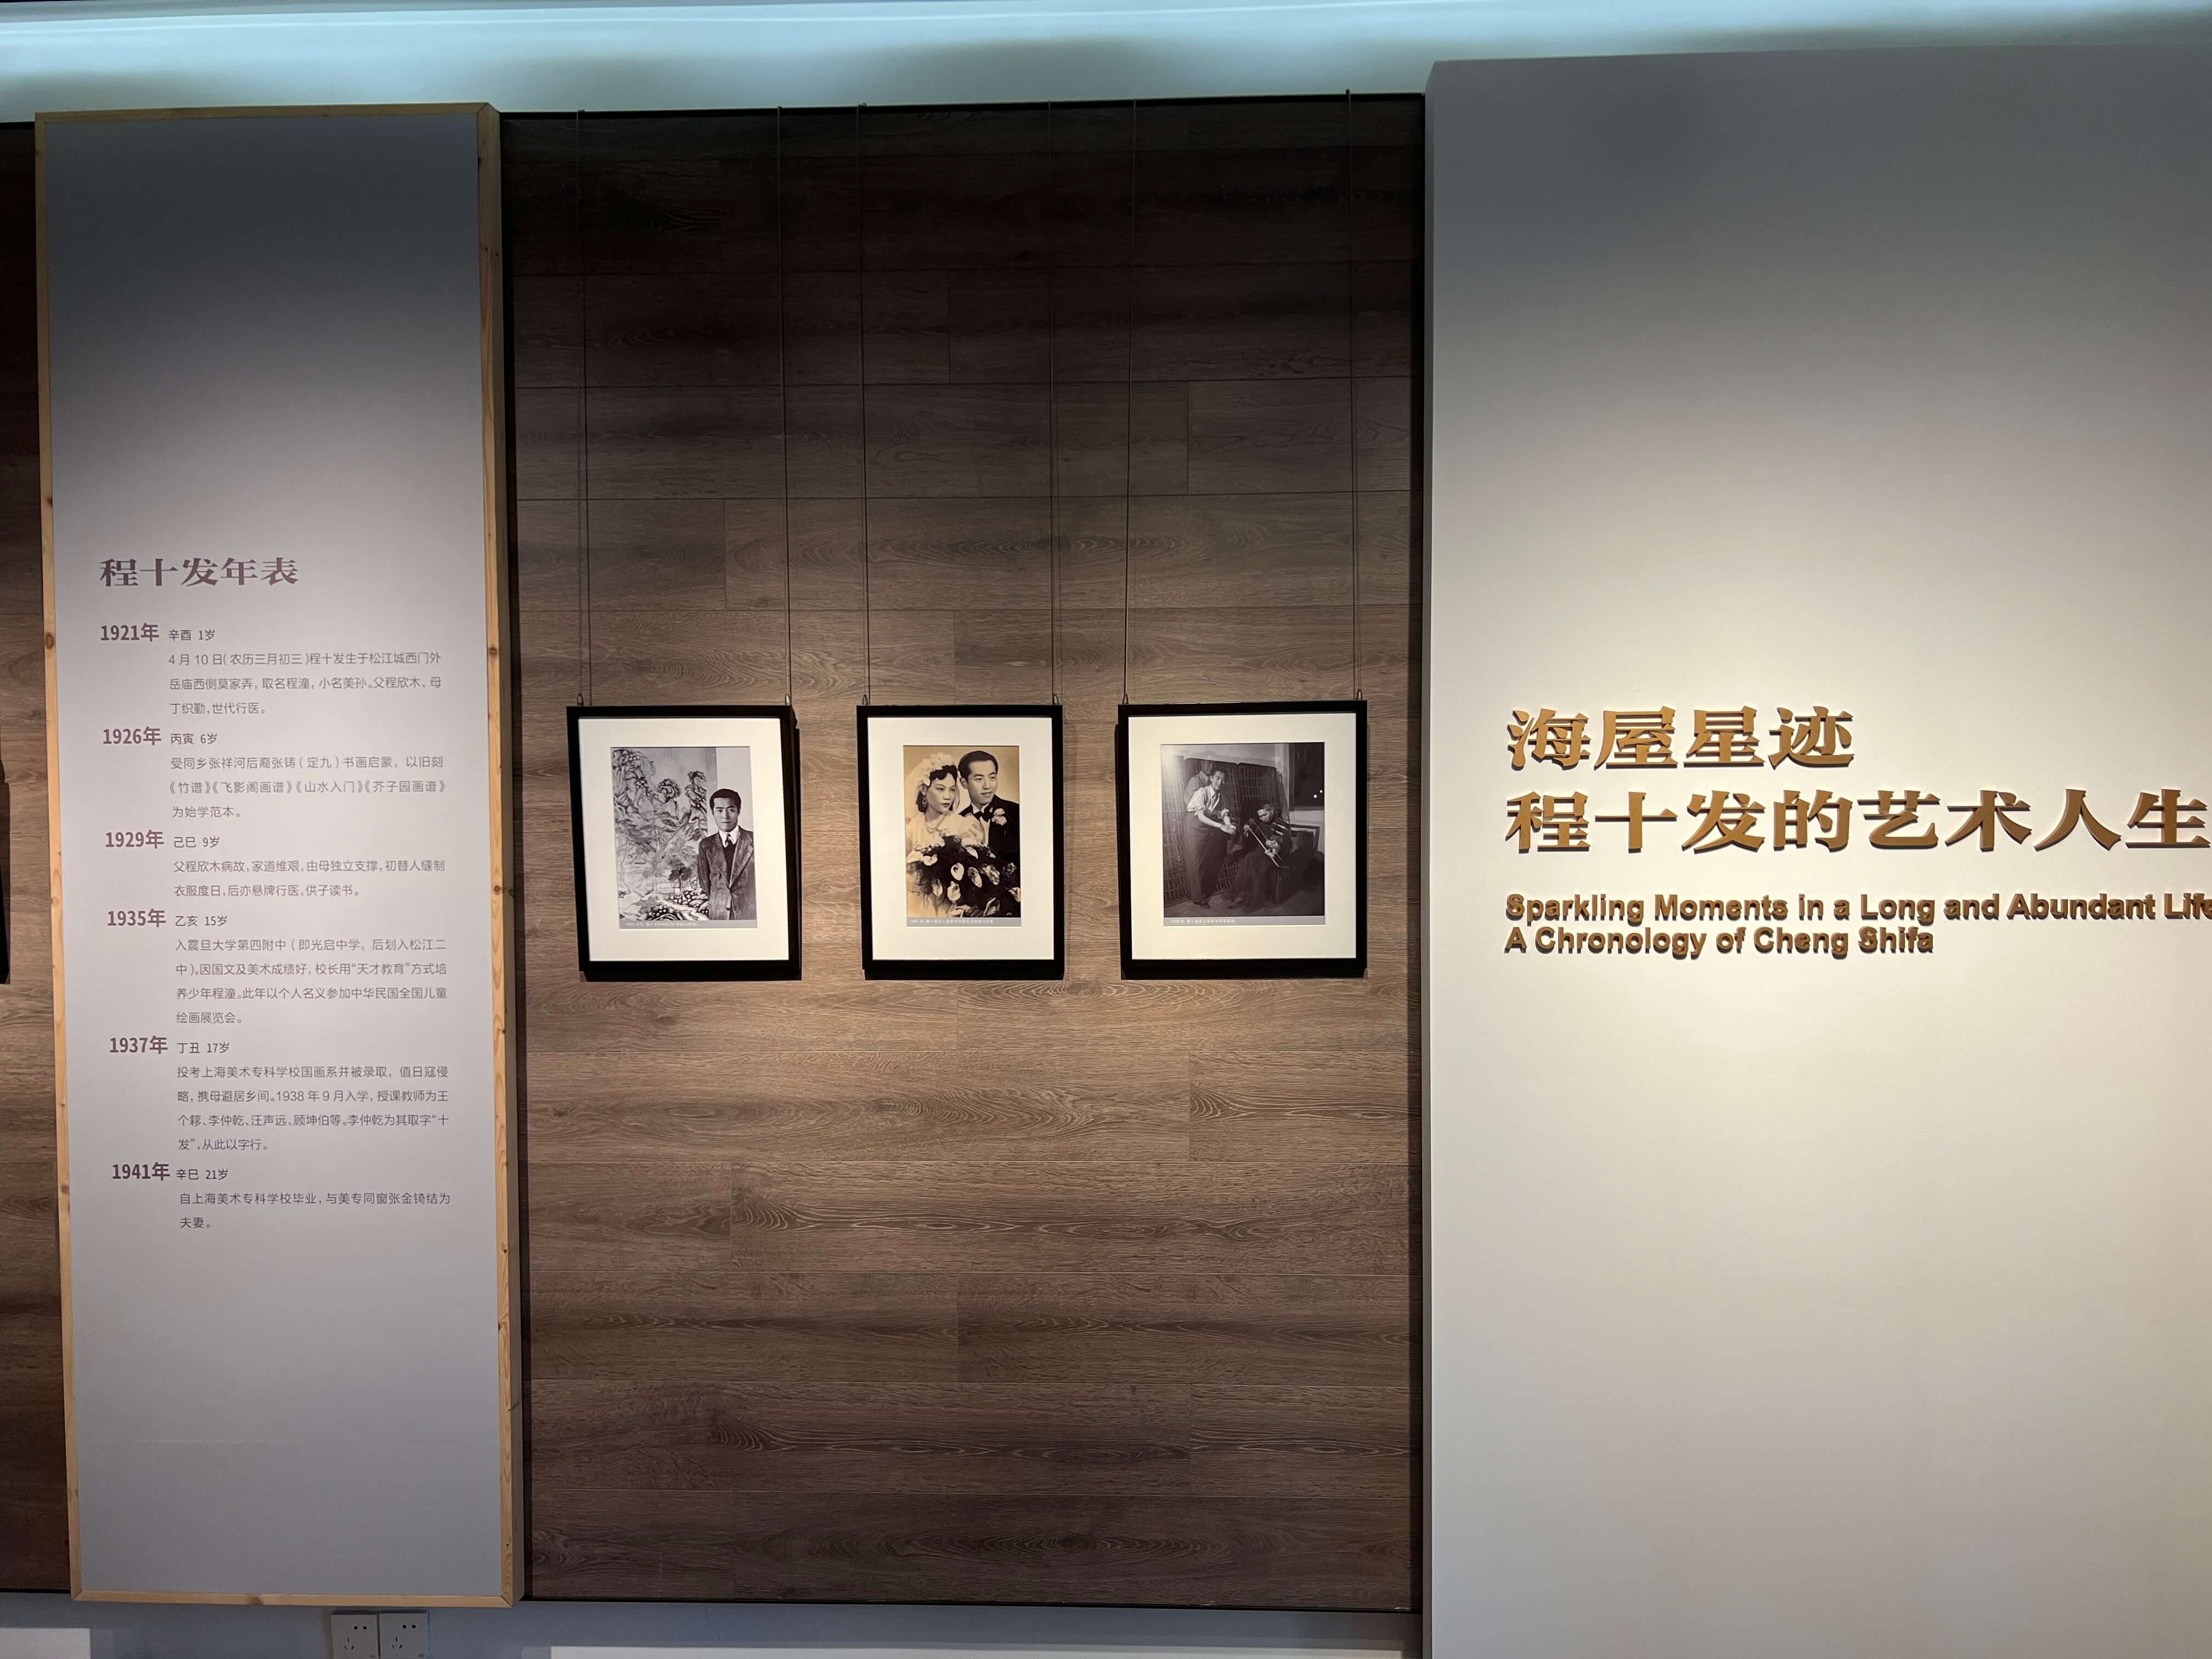 程十发年表
1921年 辛酉 1岁
4月10日(农历三月初三)程十发生于松江城西门外
岳庙西侧莫家弄，取名程潼，小名美孙。父程欣木，母
丁织勤，世代行医。
1926年 丙寅 6岁
受同乡张祥河后裔张铸（定九）书画启蒙，以旧刻
《竹谱》《飞影阁画谱》《山水入门》《芥子园画谱》
为始学范本。
1929年 己巳 9岁
父程欣木病故，家道维艰，由母独立支撑，初替人缝制
衣服度日，后亦悬牌行医，供子读书。
1935年 乙亥 15岁
入震旦大学第四附中（即光启中学，后划入松江二
中）。因国文及美术成绩好，校长用“天才教育”方式培
养少年程潼。此年以个人名义参加中华民国全国儿童
绘画展览会。
1937年 丁丑 17岁
投考上海美术专科学校国画系并被录取，值日寇侵
略，携母避居乡间。1938年9月入学，授课教师为王
个簃、李仲乾、汪声远、顾坤伯等。李仲乾为其取字“十
发”，从此以字行。
1941年 辛巳 21岁
自上海美术专科学校毕业，与美专同窗张金锜结为
夫妻。
海屋星迹
程十发的艺术人生
Sparkling Moments in a Long and Abundant Life
A Chronology of Cheng Shifa